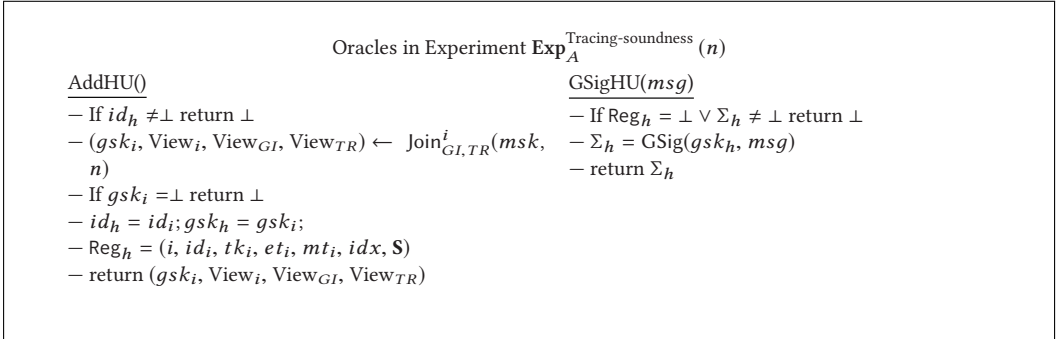 Oracles in Experiment Exp_A^Tracing-soundness (n)
AddHU()
− If id_h ≠⊥ return ⊥
− (gsk_i, View_i, View_GI, View_TR) ← Join^i_GI,TR(msk,
n)
− If gsk_i =⊥ return ⊥
− id_h = id_i; gsk_h = gsk_i;
− Reg_h = (i, id_i, tk_i, et_i, mt_i, idx, S)
− return (gsk_i, View_i, View_GI, View_TR)
GSigHU(msg)
− If Reg_h = ⊥ ∨ Σ_h ≠ ⊥ return ⊥
− Σ_h = GSig(gsk_h, msg)
− return Σ_h